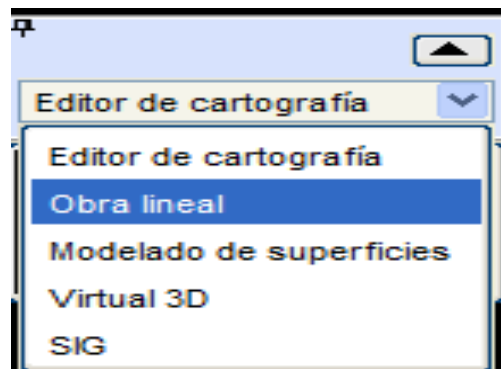 Editor de cartografía
Editor de cartografía
Obra lineal
Modelado de superficies
Virtual 3D
SIG